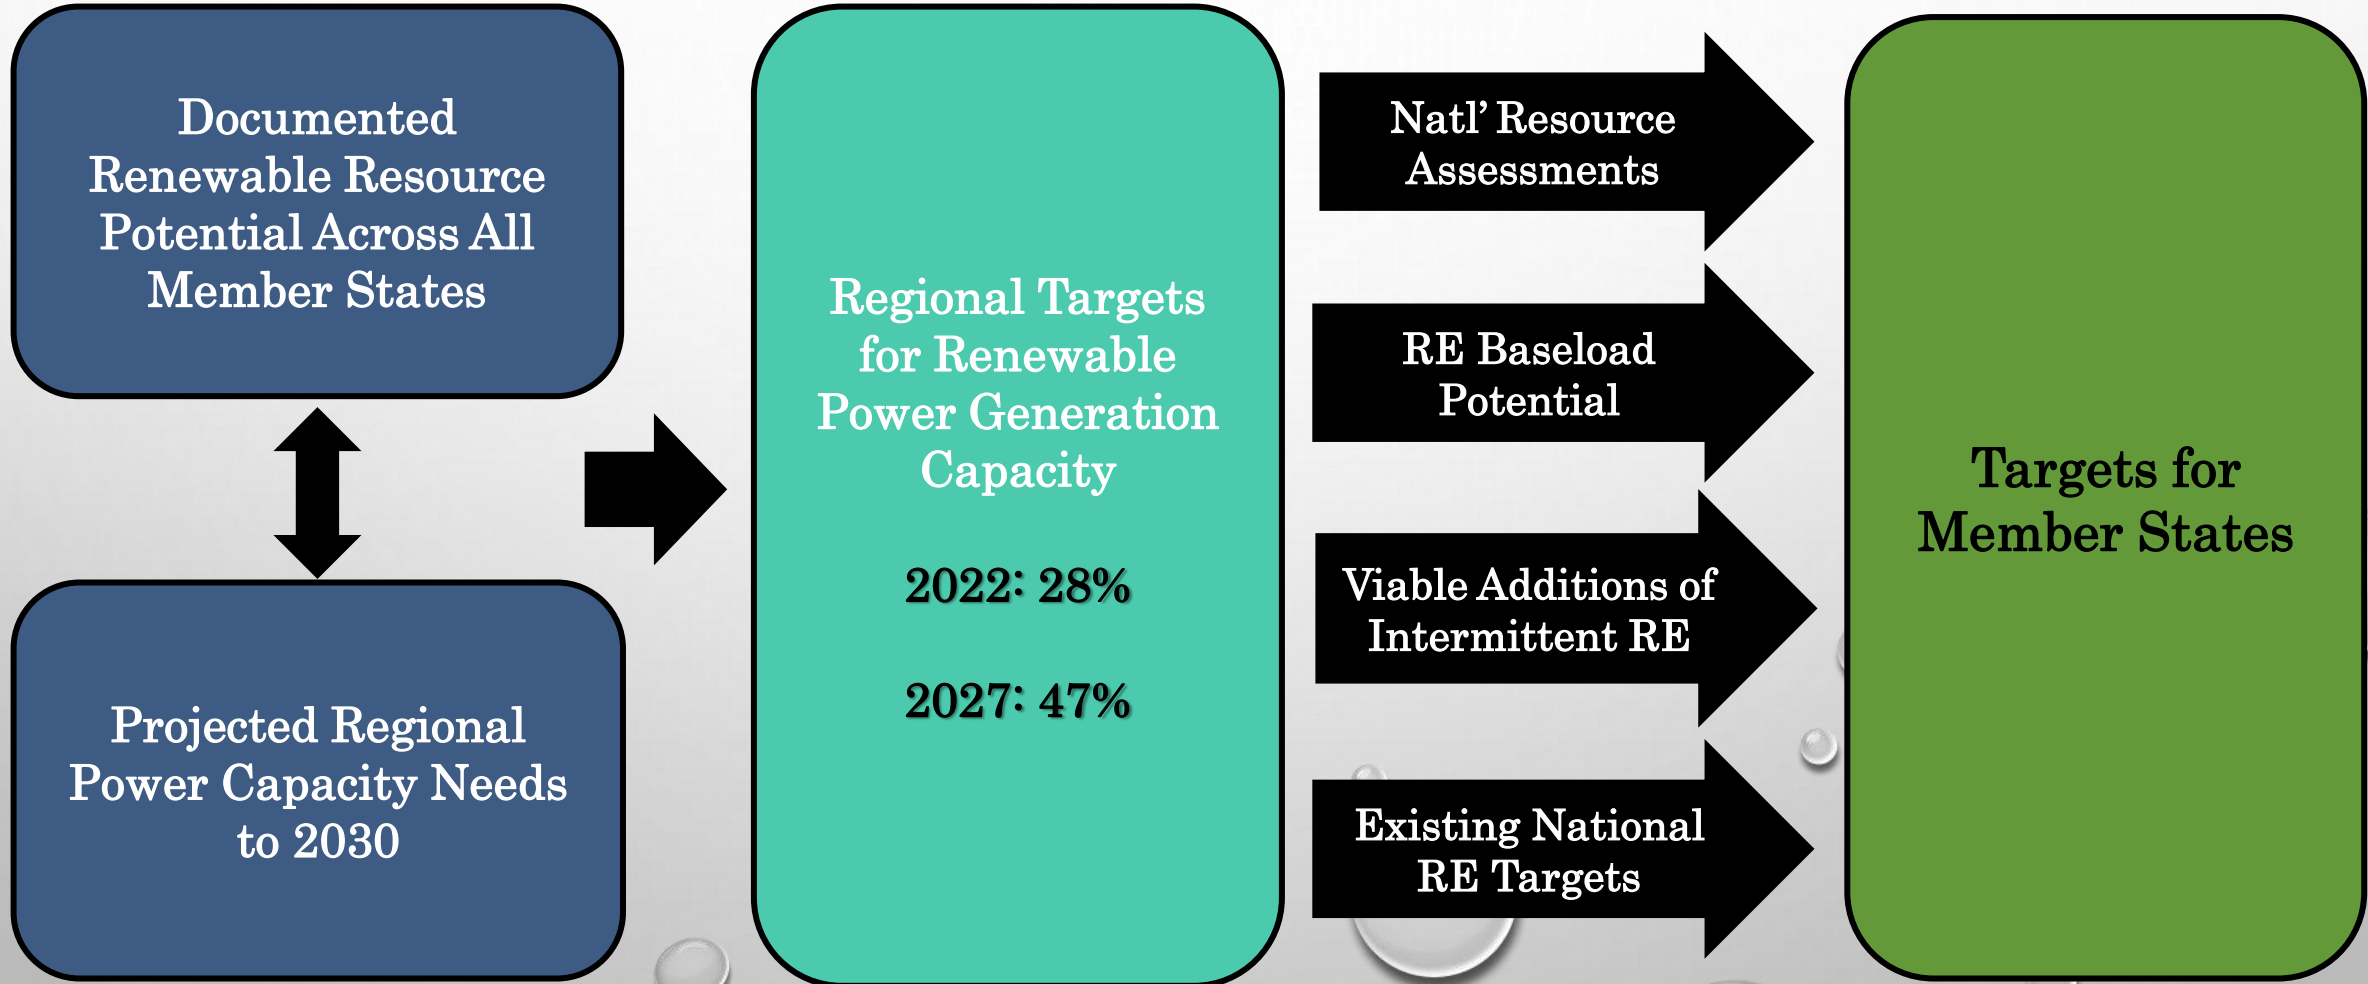 Documented
Renewable Resource
Potential Across All
Member States
Projected Regional
Power Capacity Needs
to 2030
Regional Targets
for Renewable
Power Generation
Capacity
2022: 28%
2027: 47%
Natl’ Resource
Assessments
RE Baseload
Potential
Viable Additions of
Intermittent RE
Existing National
RE Targets
Targets for
Member States